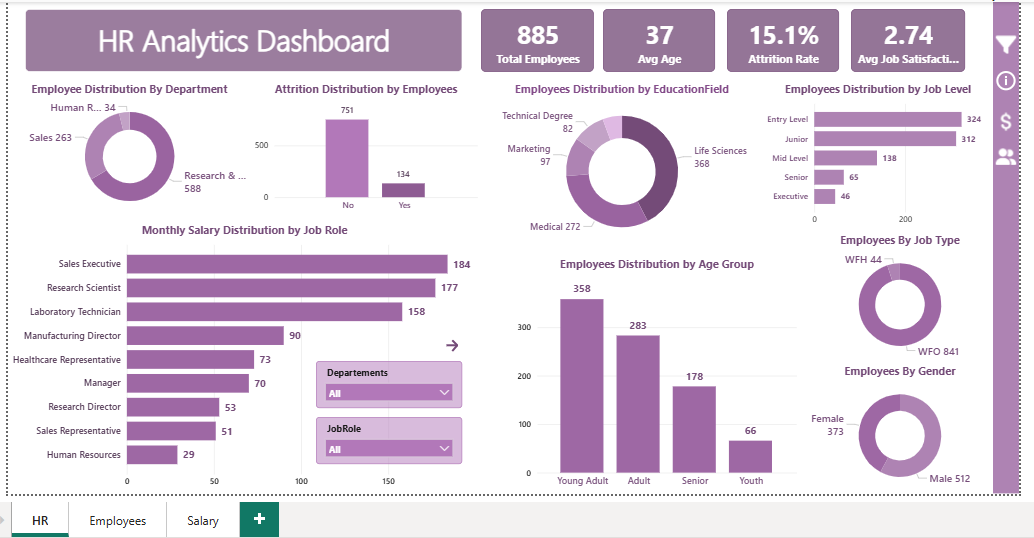 HR Analytics Dashboard
885
Total Employees
37
Avg Age
15.1%
Attrition Rate
2.74
Avg Job Satisfacti...
Employee Distribution By Department
Human R... 34
Sales 263
Research & ...
588
Attrition Distribution by Employees
751
134
500
0
No
Yes
Employees Distribution by EducationField
Technical Degree
82
Marketing
97
Life Sciences
368
Medical 272
Employees Distribution by Job Level
Entry Level
324
Junior
312
Mid Level
138
Senior
65
Executive
46
0
200
Monthly Salary Distribution by Job Role
Sales Executive
184
Research Scientist
177
Laboratory Technician
158
Manufacturing Director
90
Healthcare Representative
73
Manager
70
Research Director
53
Sales Representative
51
Human Resources
29
0
50
100
150
Departements
All
JobRole
All
Employees Distribution by Age Group
358
283
178
66
300
200
100
0
Young Adult
Adult
Senior
Youth
Employees By Job Type
WFH 44
WFO 841
Employees By Gender
Female
373
Male 512
$
HR
Employees
Salary
+